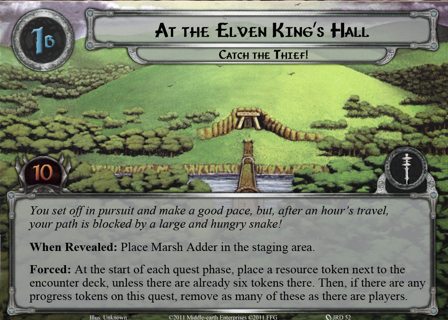 1B
At the Elven King's Hall
Catch the Thief!
10
You set off in pursuit and make a good pace, but, after an hour's travel,
your path is blocked by a large and hungry snake!
When Revealed: Place Marsh Adder in the staging area.
Forced: At the start of each quest phase, place a resource token next to the
encounter deck, unless there are already six tokens there. Then, if there are any
progress tokens on this quest, remove as many of these as there are players.
Illus. Unknown
©2011 Middle-earth Enterprises ©2011 FFG
JRD 52